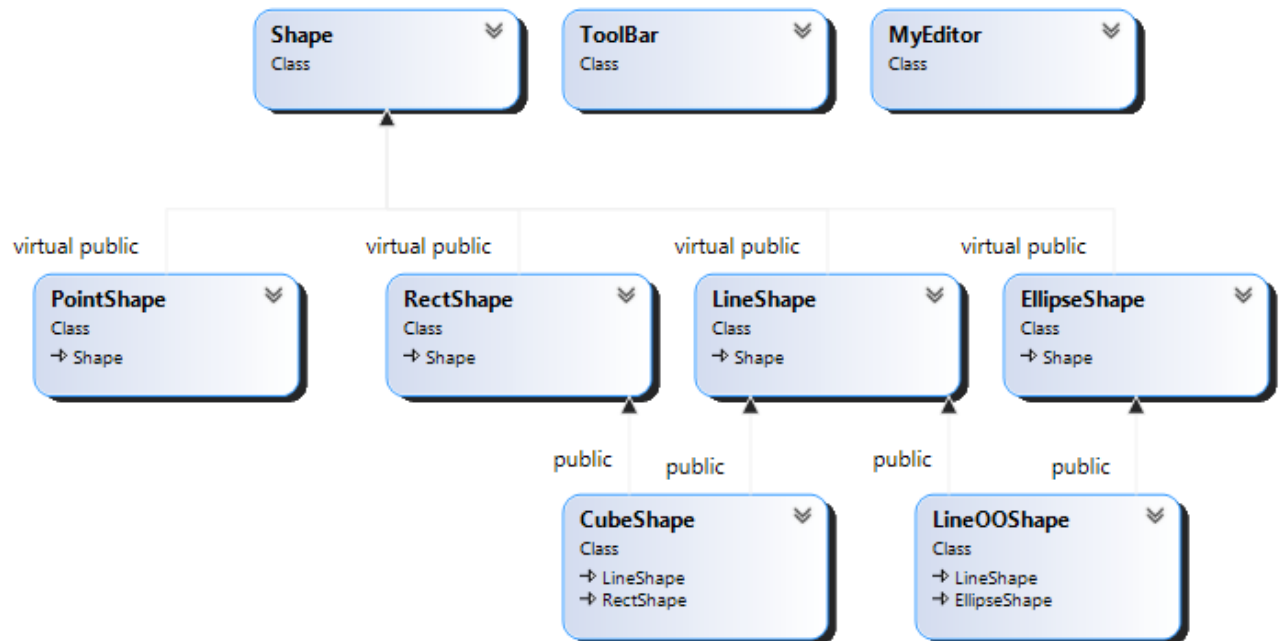 Shape
Class
ToolBar
Class
MyEditor
Class
virtual public
virtual public
virtual public
virtual public
PointShape
Class
Shape
RectShape
Class
Shape
LineShape
Class
Shape
EllipseShape
Class
Shape
public
public
public
public
CubeShape
Class
LineShape
RectShape
LineOOShape
Class
LineShape
EllipseShape